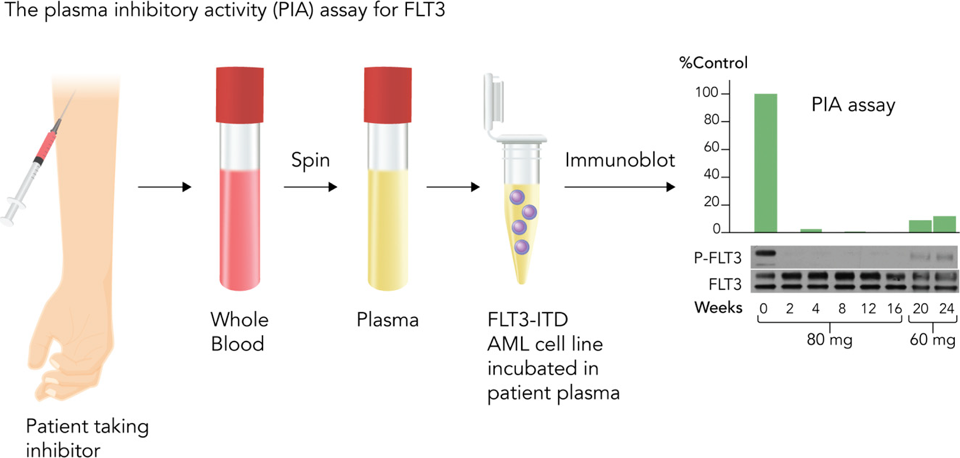 The plasma inhibitory activity (PIA) assay for FLT3
Patient taking
inhibitor
Whole
Blood
Spin
Plasma
FLT3-ITD
AML cell line
incubated in
patient plasma
Immunoblot
%Control
PIA assay
100
80
60
40
20
0
P-FLT3
FLT3
Weeks 0 2 4 8 12 16 20 24
80 mg 60 mg